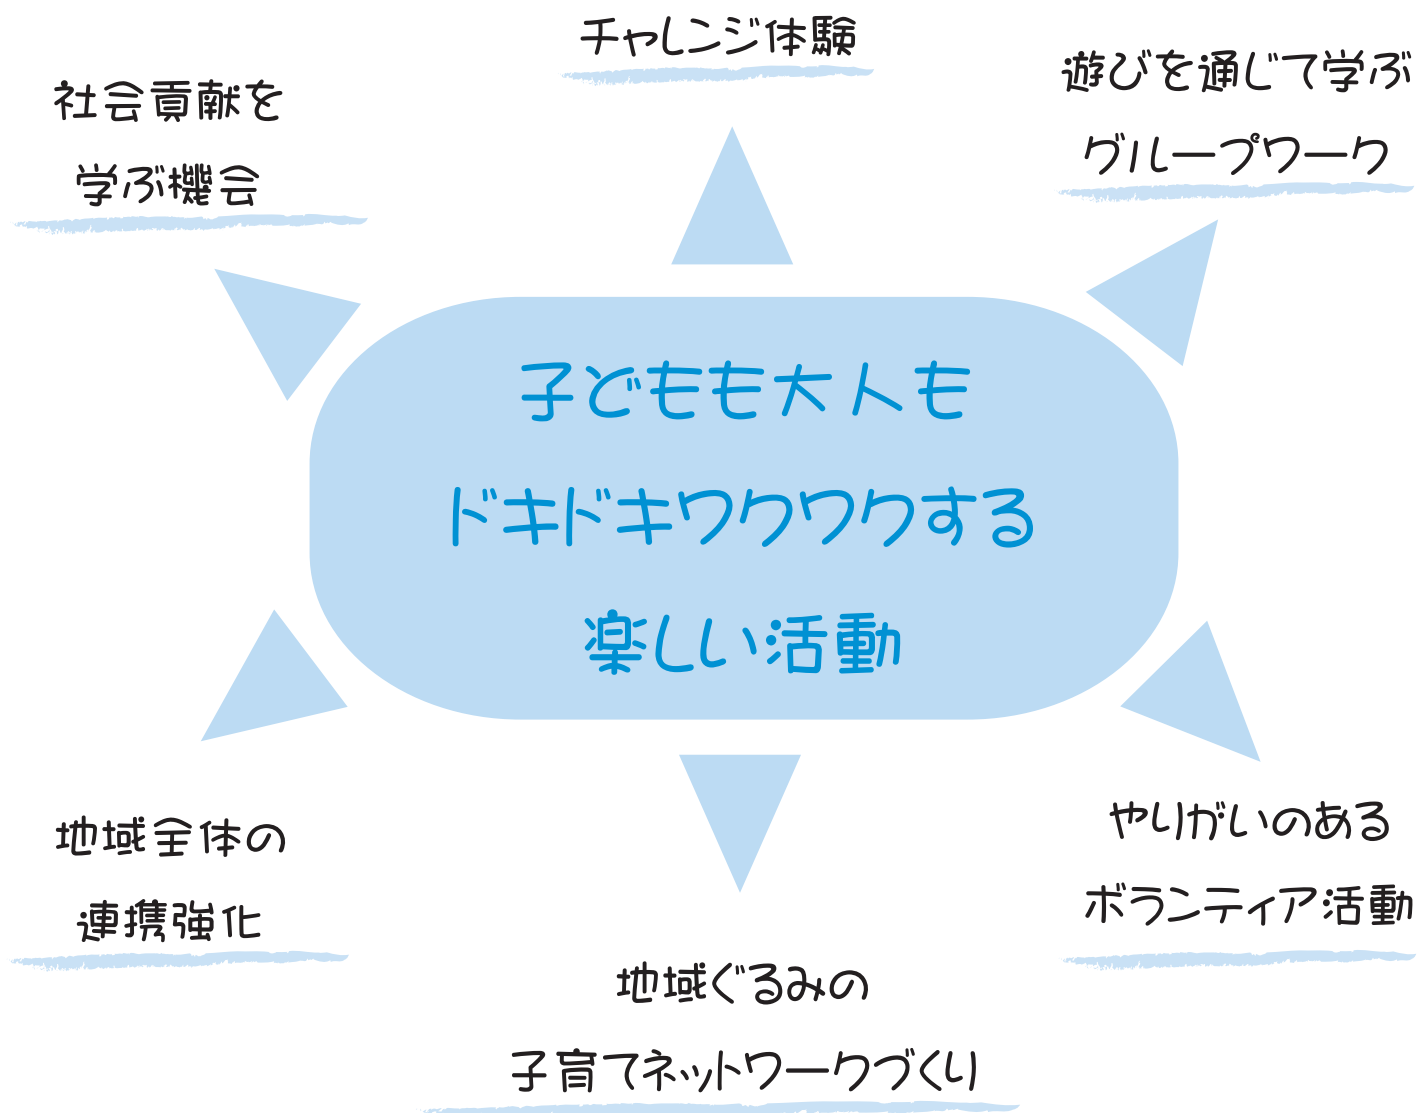 チャレンジ体験
社会貢献を
学ぶ機会
遊びを通じて学ぶ
グループワーク
子どもも大人も
ドキドキワクワクする
楽しい活動
地域全体の
連携強化
やりがいのある
ボランティア活動
地域ぐるみの
子育てネットワークづくり